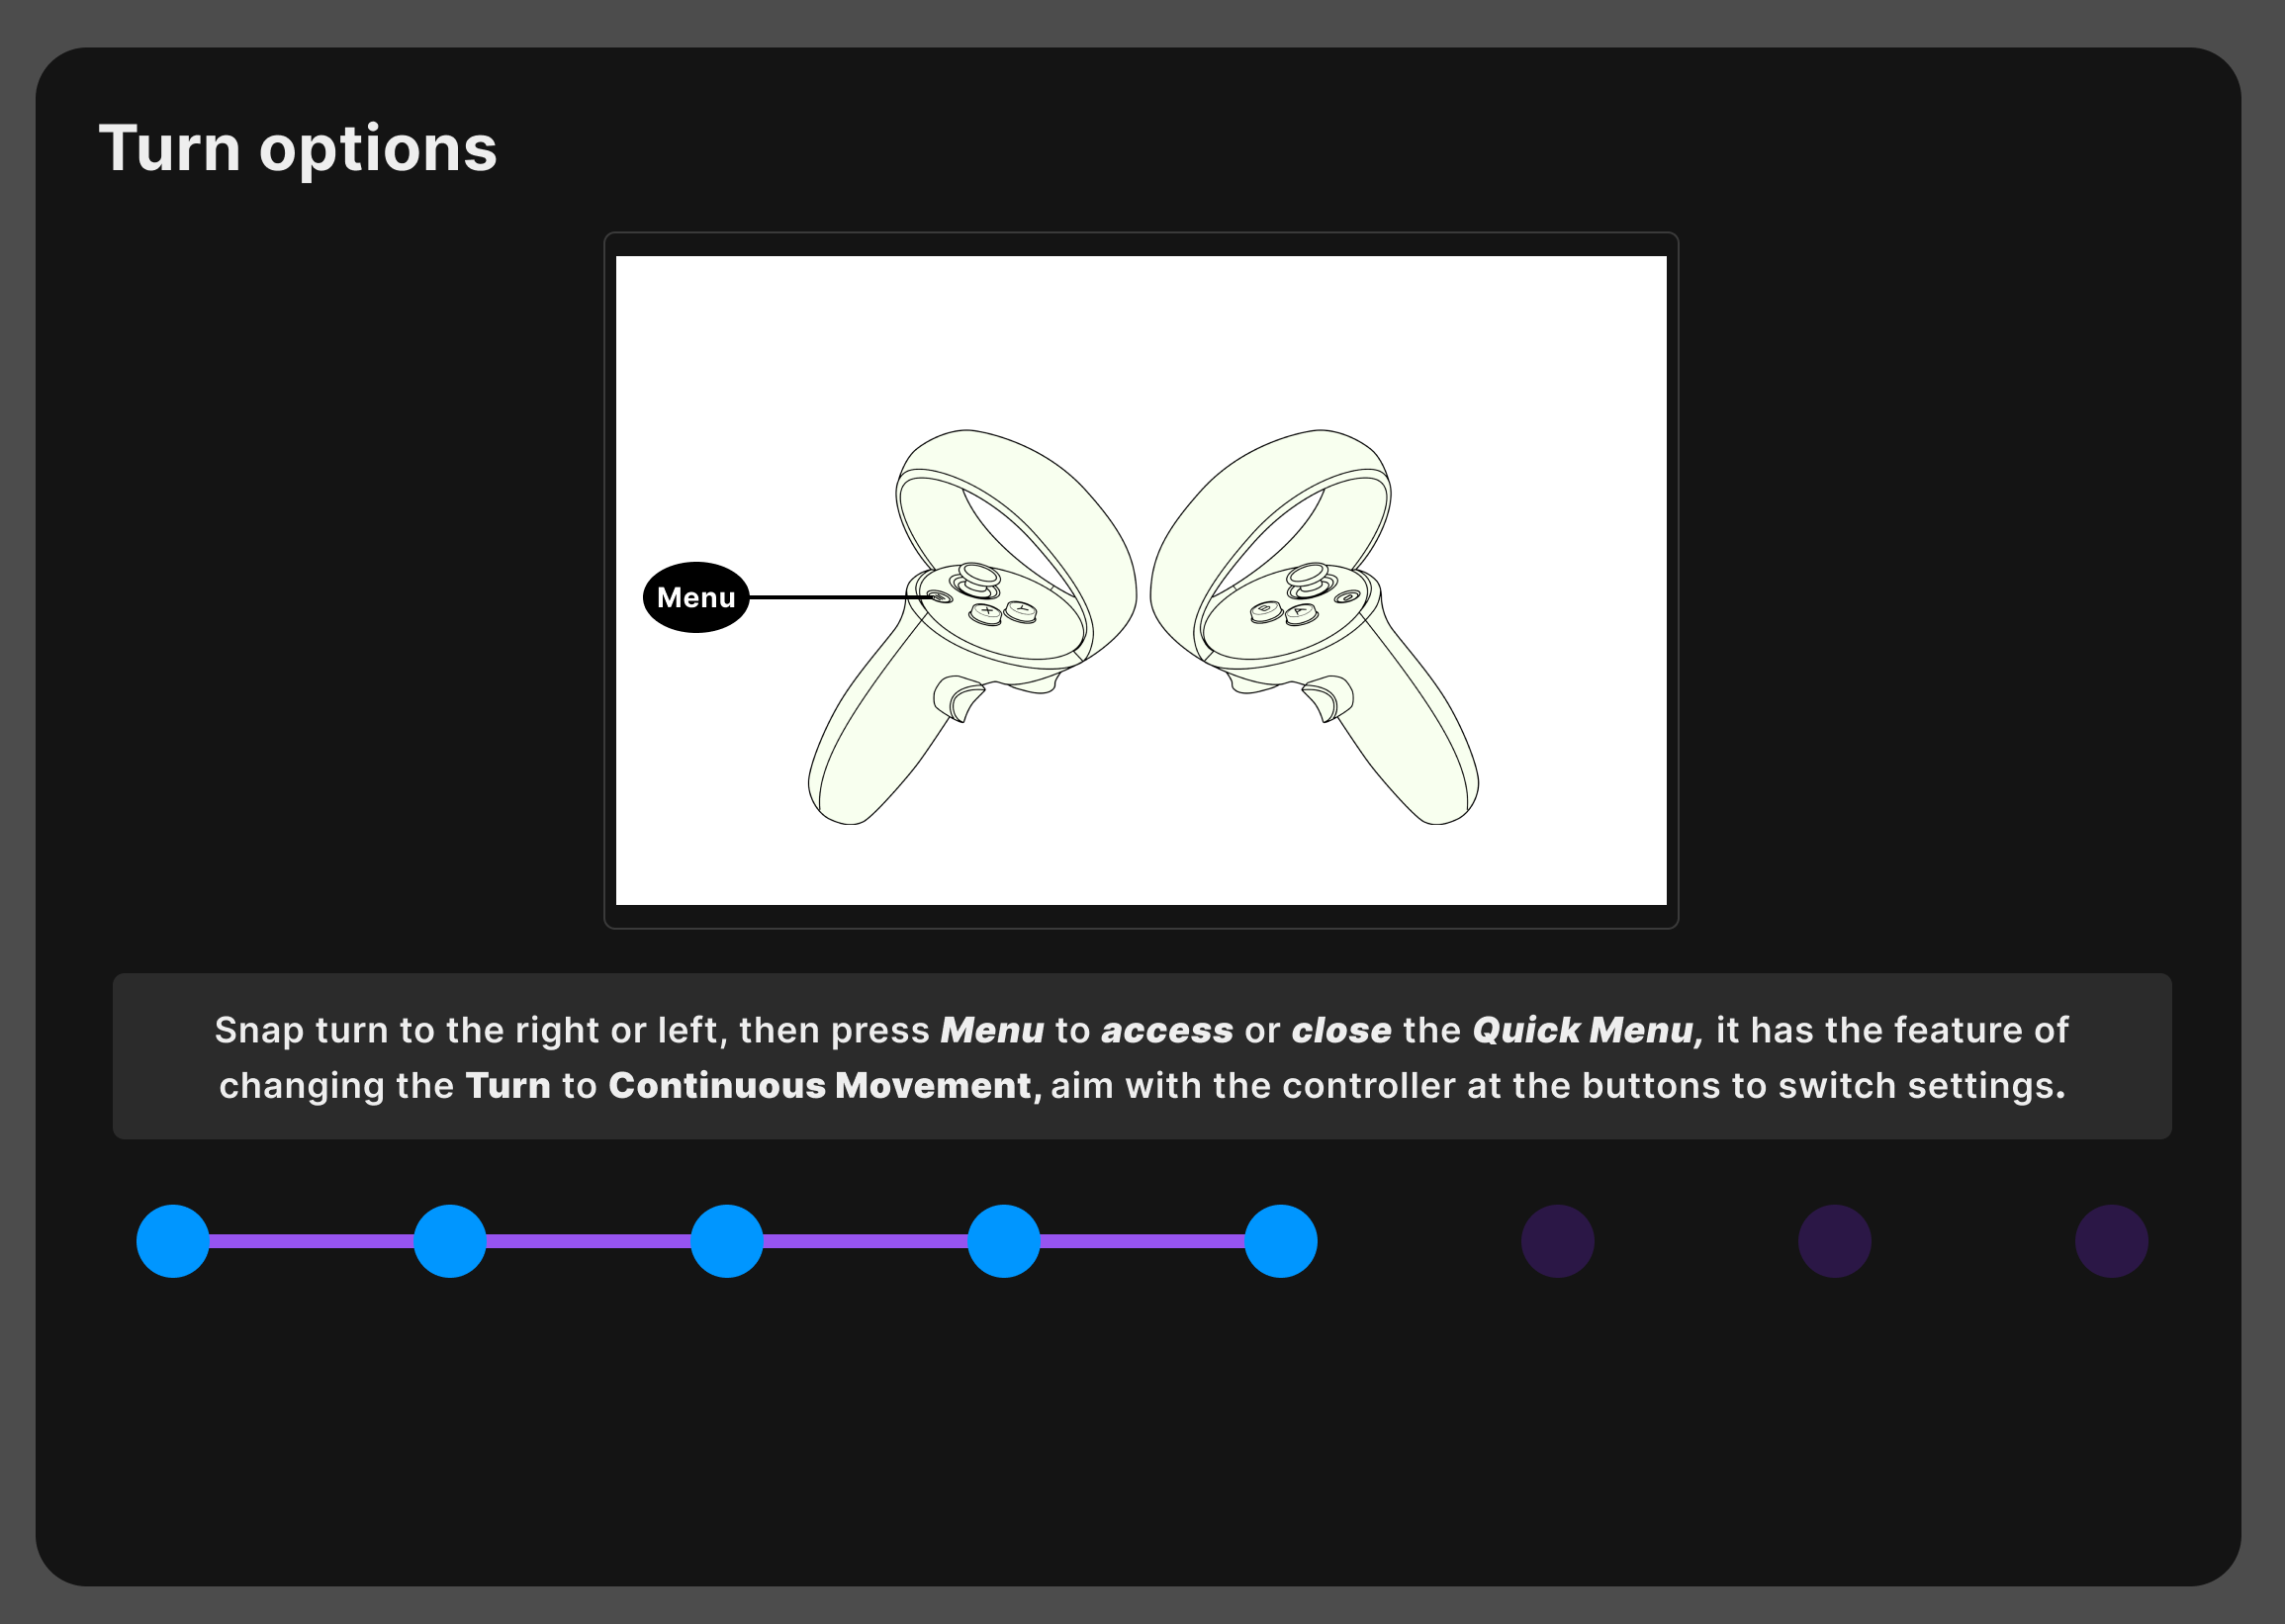 Turn options
Menu
X
Y
A
Snap turn to the right or left, then press Menu to access or close the Quick Menu, it has the feature of
changing the Turn to Continuous Movement, aim with the controller at the buttons to switch settings.